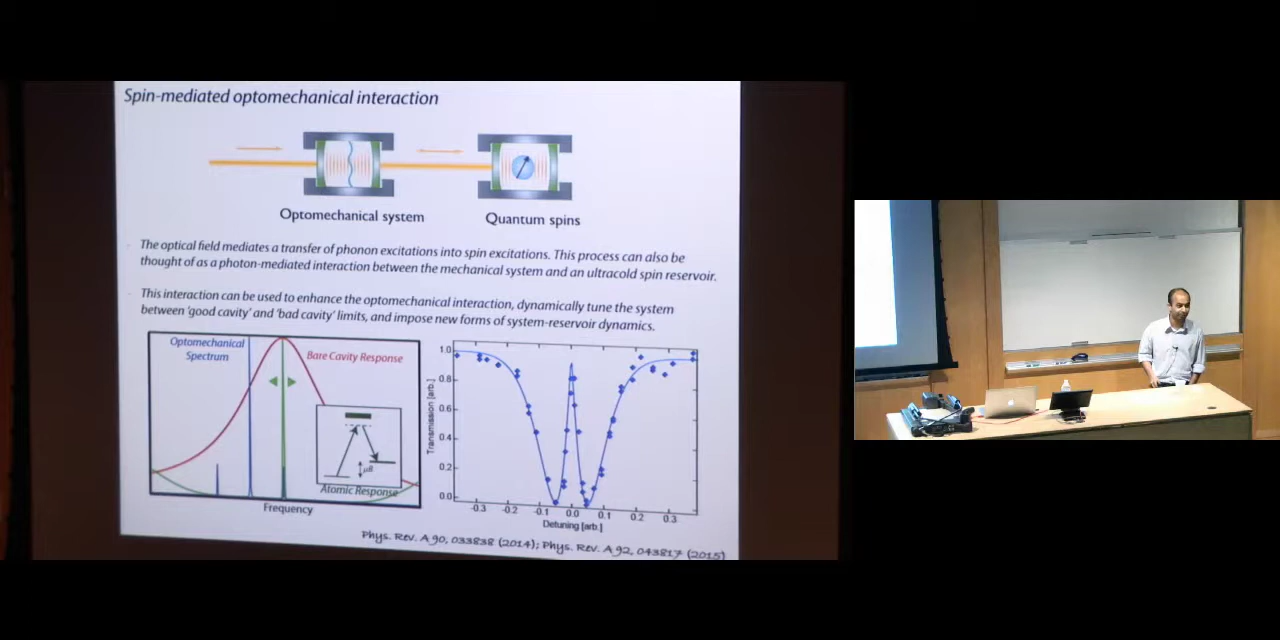 Spin-mediated optomechanical interaction
Optomechanical system
Quantum spins
The optical field mediates a transfer of phonon excitations into spin excitations. This process can also be
thought of as a photon-mediated interaction between the mechanical system and an ultracold spin reservoir.
This interaction can be used to enhance the optomechanical interaction, dynamically tune the system
between 'good cavity' and 'bad cavity' limits, and impose new forms of system-reservoir dynamics.
Optomechanical
Spectrum
Bare Cavity Response
μB
Atomic Response
Frequency
Transmission [arb.]
1.0
0.8
0.6
0.4
0.2
0.0
-0.3 -0.2 -0.1 0.0 0.1 0.2 0.3
Detuning [arb.]
Phys. Rev. A 90, 033838 (2014); Phys. Rev. A 92, 043817 (2015)